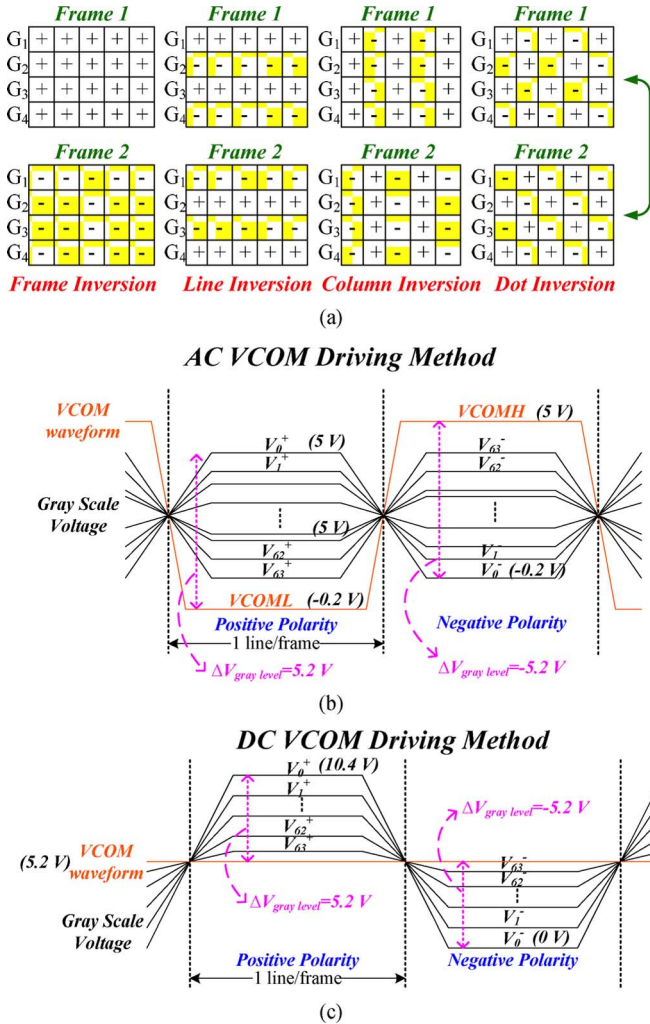 Frame 1 Frame 1 Frame 1 Frame 1
G1 + + + + + G1 + + + + + G1 + - + - + G1 + - + - +
G2 + + + + + G2 - - - - - G2 + - + - + G2 - + - + -
G3 + + + + + G3 + + + + + G3 + - + - + G3 + - + - +
G4 + + + + + G4 - - - - - G4 + - + - + G4 - + - + -
Frame 2 Frame 2 Frame 2 Frame 2
G1 - - - - - G1 - - - - - G1 - + - + - G1 - + - + -
G2 - - - - - G2 + + + + + G2 - + - + - G2 + - + - +
G3 - - - - - G3 - - - - - G3 - + - + - G3 - + - + -
G4 - - - - - G4 + + + + + G4 - + - + - G4 + - + - +
Frame Inversion Line Inversion Column Inversion Dot Inversion
(a)
AC VCOM Driving Method
VCOM waveform
VCOMH (5 V)
V0+ (5 V)
V1+
V63-
V62-
Gray Scale Voltage
(5 V)
V62+
V63+
V1-
V0- (-0.2 V)
VCOML (-0.2 V)
Positive Polarity
Negative Polarity
1 line/frame
ΔVgray level=5.2 V
ΔVgray level=-5.2 V
(b)
DC VCOM Driving Method
V0+ (10.4 V)
V1+
V62+
V63+
ΔVgray level=-5.2 V
(5.2 V) VCOM waveform
ΔVgray level=5.2 V
V63-
V62-
Gray Scale Voltage
V1-
V0- (0 V)
Positive Polarity
Negative Polarity
1 line/frame
(c)